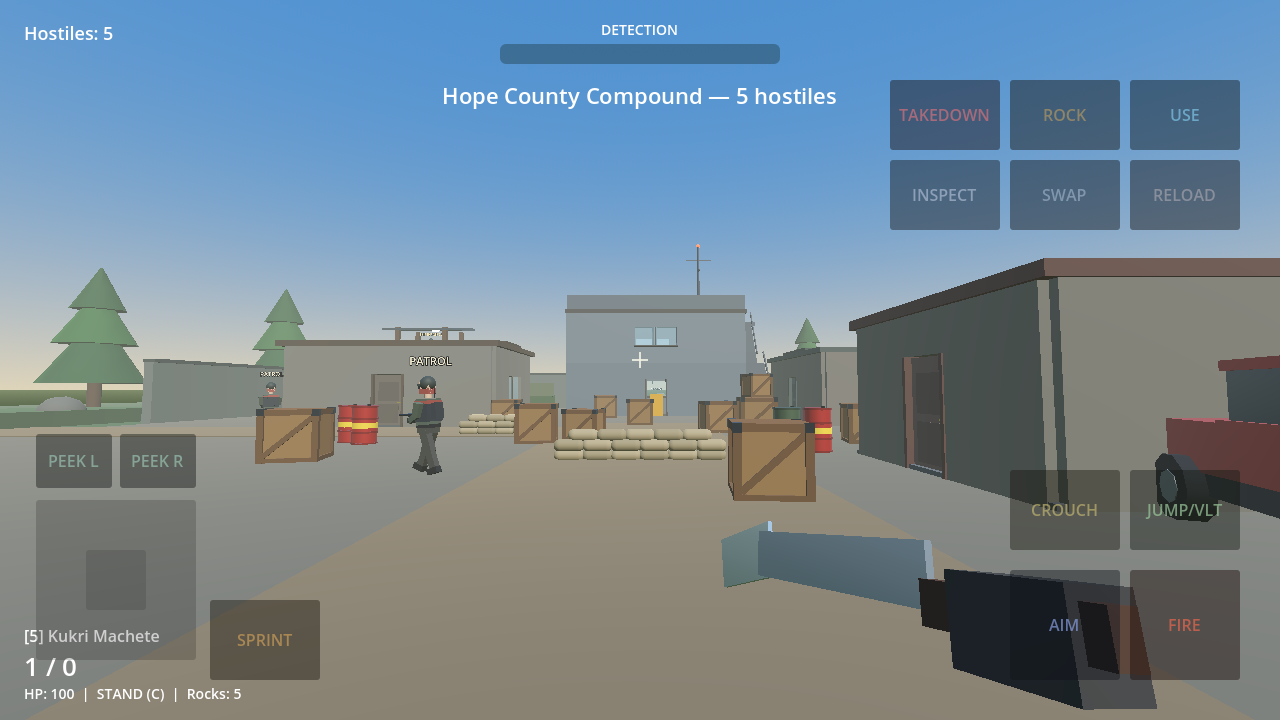 Hostiles: 5
DETECTION
Hope County Compound — 5 hostiles
TAKEDOWN
ROCK
USE
INSPECT
SWAP
RELOAD
PATROL
PATROL
PEEK L
PEEK R
CROUCH
JUMP/VLT
SPRINT
AIM
FIRE
[5] Kukri Machete
1 / 0
HP: 100 | STAND (C) | Rocks: 5